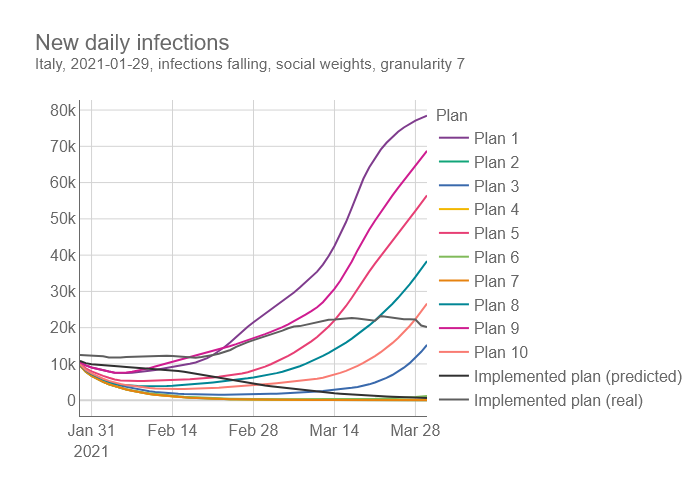 New daily infections
Italy, 2021-01-29, infections falling, social weights, granularity 7
80k
70k
60k
50k
40k
30k
20k
10k
0
Jan 31
2021
Feb 14
Feb 28
Mar 14
Mar 28
Plan
Plan 1
Plan 2
Plan 3
Plan 4
Plan 5
Plan 6
Plan 7
Plan 8
Plan 9
Plan 10
Implemented plan (predicted)
Implemented plan (real)